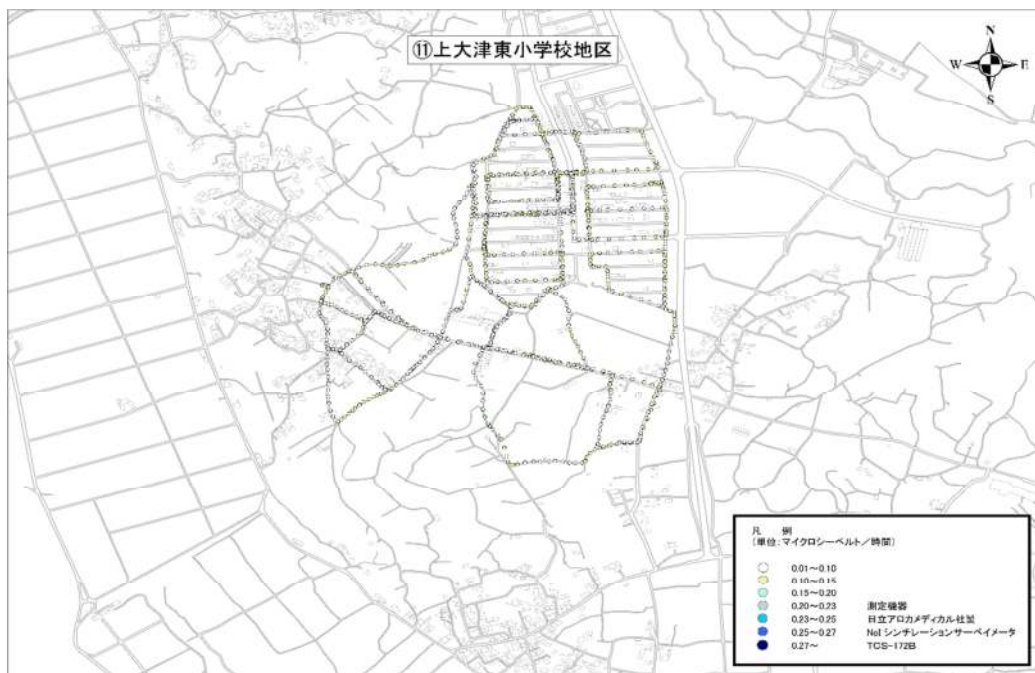 ⑪上大津東小学校地区
N
W E
S
凡 例
(単位:マイクロシーベルト/時間)
0.01~0.10
0.10~0.15
0.15~0.20
0.20~0.23 測定機器
0.23~0.25 日立アロカメディカル社製
0.25~0.27 NaI シンチレーションサーベイメータ
0.27~ TCS-172B